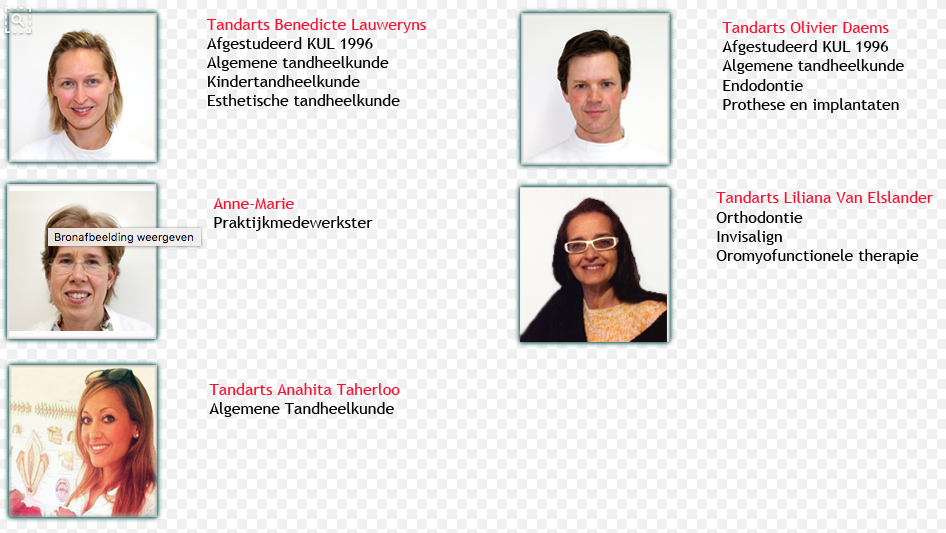 Tandarts Benedicte Lauweryns
Afgestudeerd KUL 1996
Algemene tandheelkunde
Kindertandheelkunde
Esthetische tandheelkunde
Tandarts Olivier Daems
Afgestudeerd KUL 1996
Algemene tandheelkunde
Endodontie
Prothese en implantaten
Anne-Marie
Praktijkmedewerkster
Bronafbeelding weergeven
Tandarts Liliana Van Elslander
Orthodontie
Invisalign
Oromyofunctionele therapie
Tandarts Anahita Taherloo
Algemene Tandheelkunde